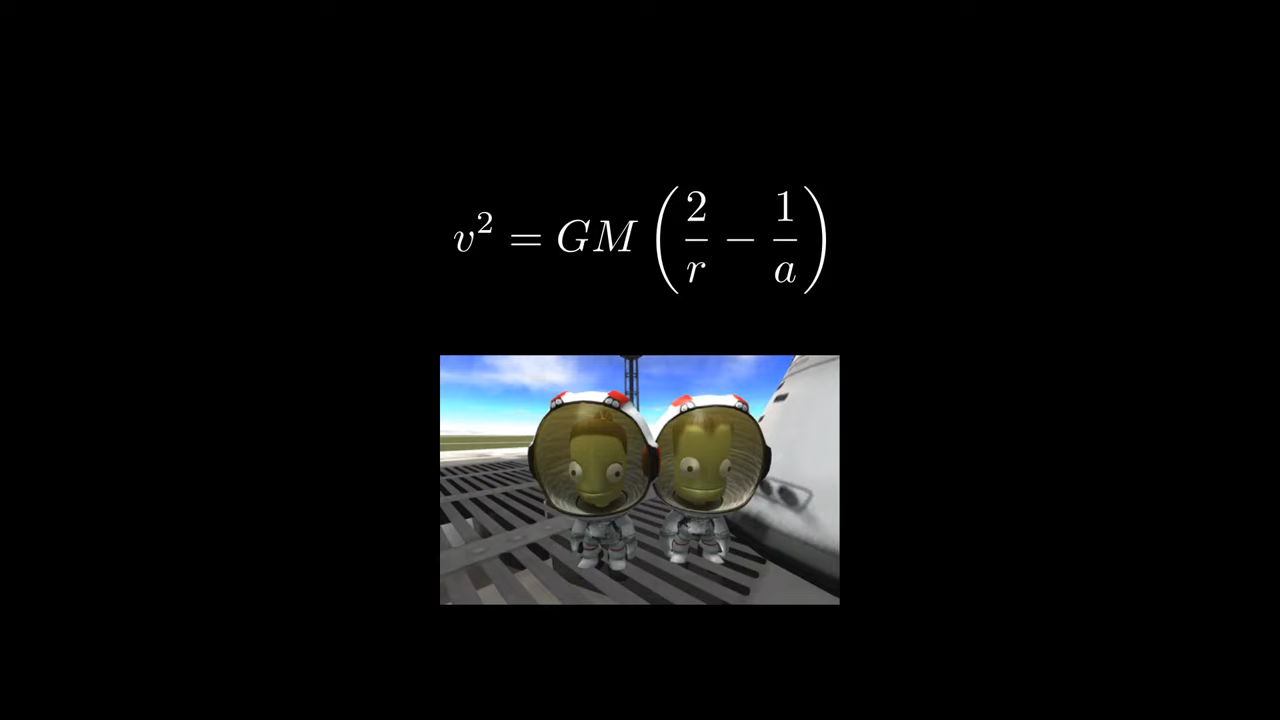 v² = GM (2/r − 1/a)